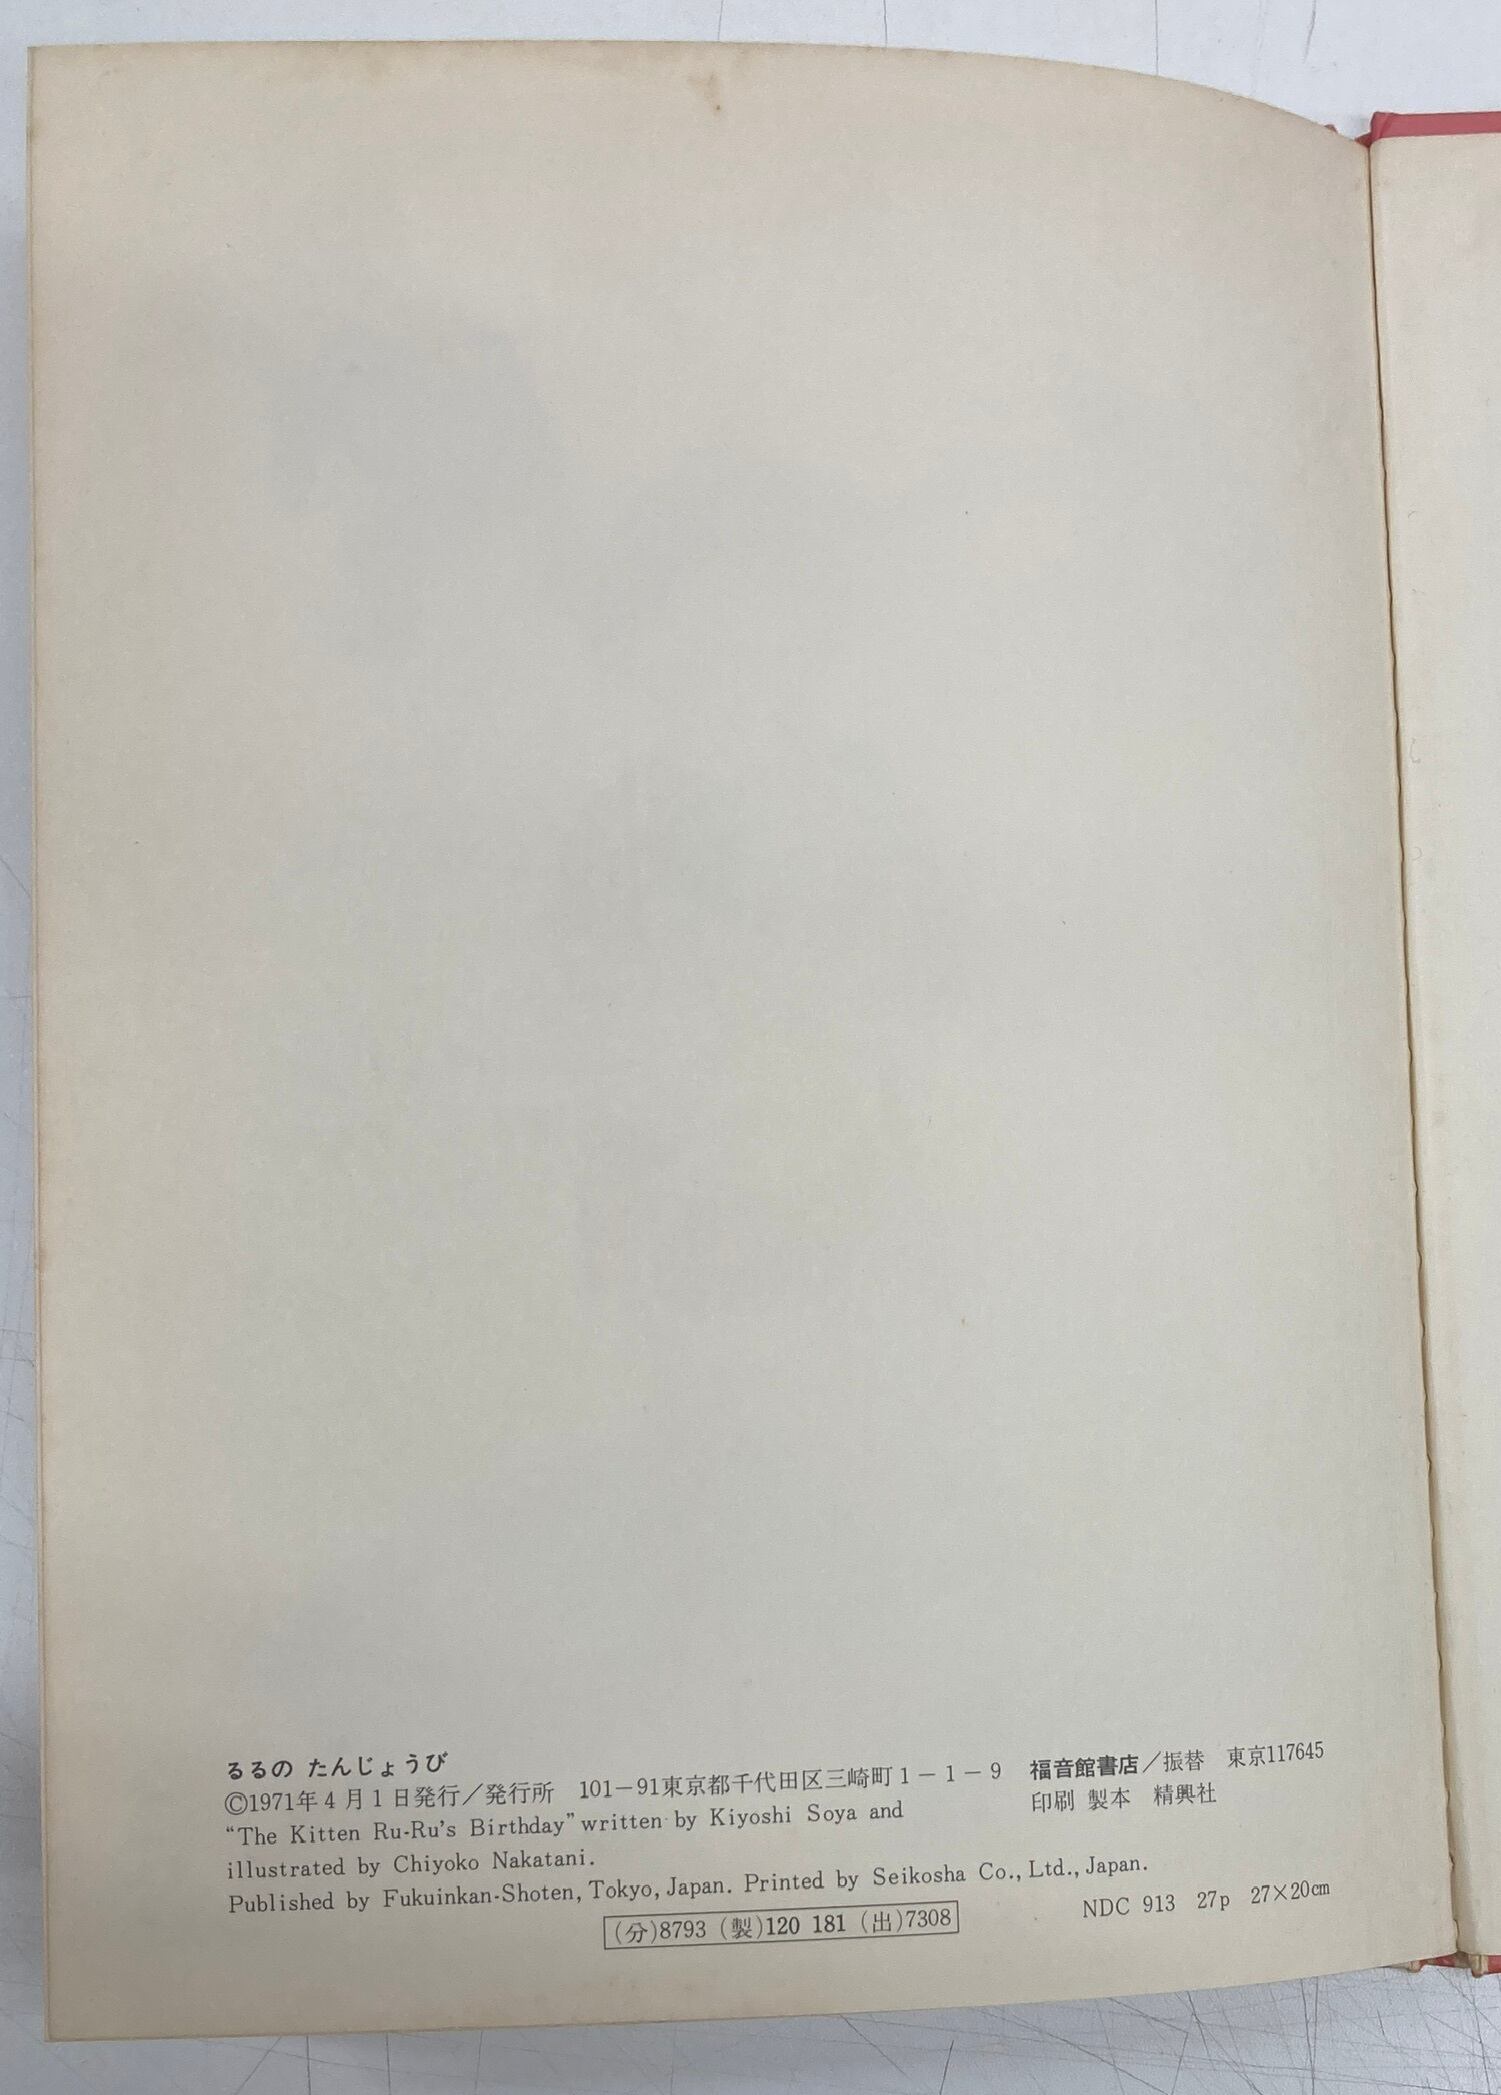 るるの たんじょうび
©1971年4月1日発行／発行所 101－91東京都千代田区三崎町1－1－9 福音館書店／振替 東京117645
印刷 製本 精興社
“The Kitten Ru-Ru's Birthday” written by Kiyoshi Soya and
illustrated by Chiyoko Nakatani.
Published by Fukuinkan-Shoten, Tokyo, Japan. Printed by Seikosha Co., Ltd., Japan.
NDC 913 27p 27×20㎝
(分)8793 (製)120 181 (出)7308